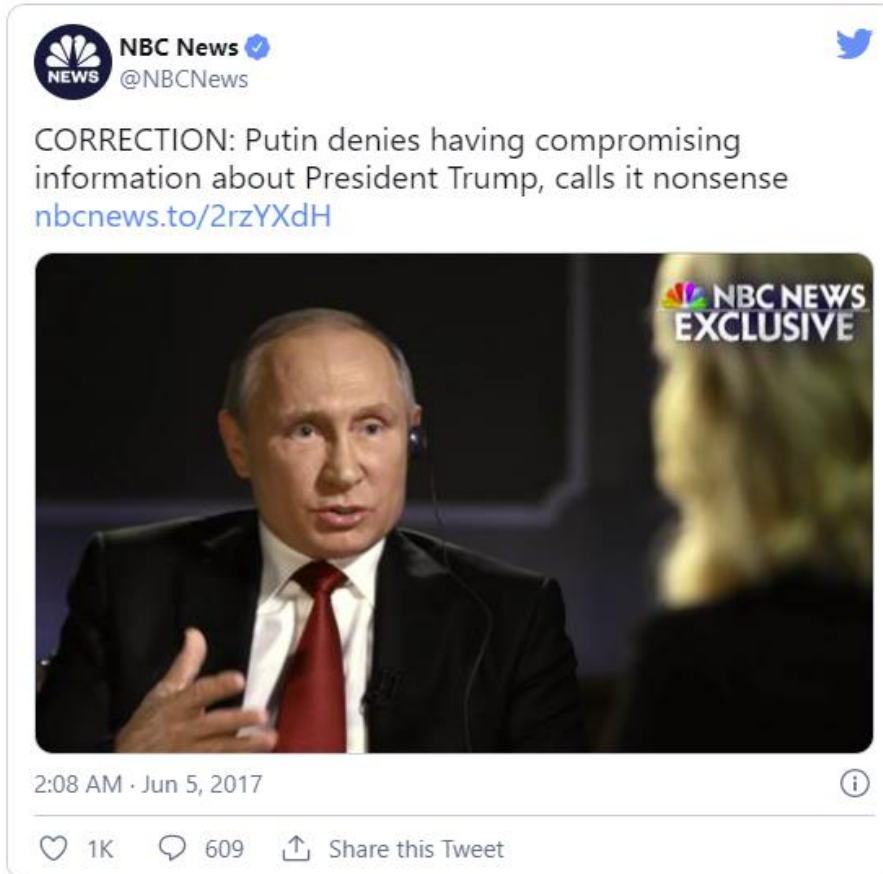 NBC News
NEWS
@NBCNews
CORRECTION: Putin denies having compromising
information about President Trump, calls it nonsense
nbcnews.to/2rzYXdH
NBC NEWS
EXCLUSIVE
2:08 AM · Jun 5, 2017
1K 609 Share this Tweet